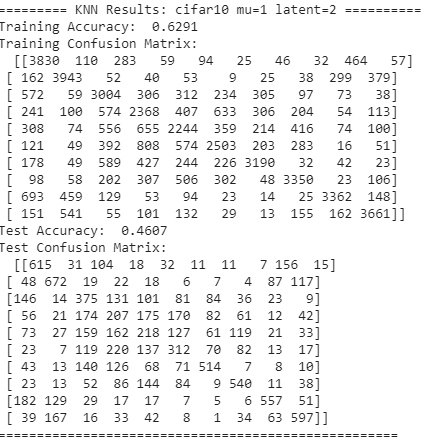 ========= KNN Results: cifar10 mu=1 latent=2 ==========
Training Accuracy:  0.6291
Training Confusion Matrix:
[[3830  110  283   59   94   25   46   32  464   57]
[ 162 3943   52   40   53    9   25   38  299  379]
[ 572   59 3004  306  312  234  305   97   73   38]
[ 241  100  574 2368  407  633  306  204   54  113]
[ 308   74  556  655 2244  359  214  416   74  100]
[ 121   49  392  808  574 2503  203  283   16   51]
[ 178   49  589  427  244  226 3190   32   42   23]
[  98   58  202  307  506  302   48 3350   23  106]
[ 693  459  129   53   94   23   14   25 3362  148]
[ 151  541   55  101  132   29   13  155  162 3661]]
Test Accuracy:  0.4607
Test Confusion Matrix:
[[615  31 104  18  32  11  11   7 156  15]
[ 48 672  19  22  18   6   7   4  87 117]
[146  14 375 131 101  81  84  36  23   9]
[ 56  21 174 207 175 170  82  61  12  42]
[ 73  27 159 162 218 127  61 119  21  33]
[ 23   7 119 220 137 312  70  82  13  17]
[ 43  13 140 126  68  71 514   7   8  10]
[ 23  13  52  86 144  84   9 540  11  38]
[182 129  29  17  17   7   5   6 557  51]
[ 39 167  16  33  42   8   1  34  63 597]]
=====================================================